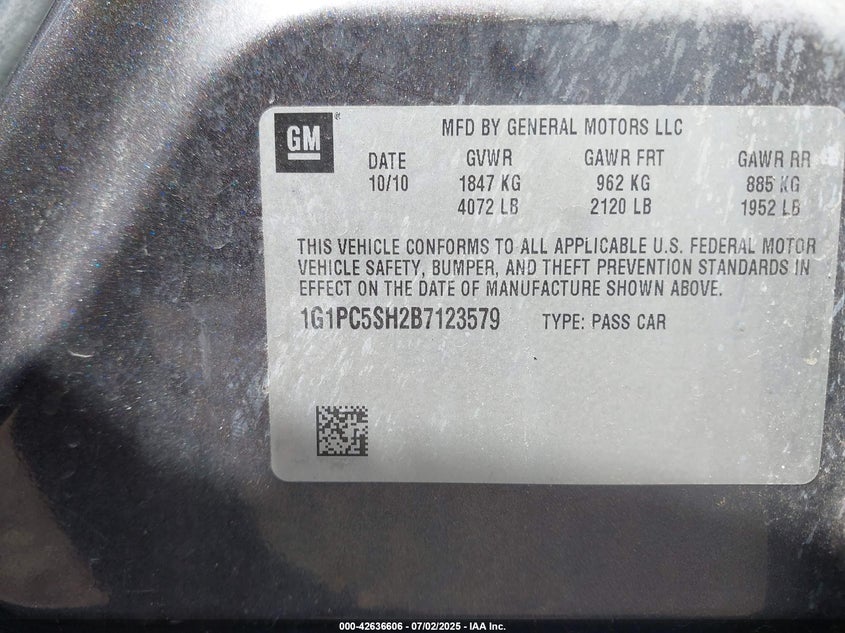 GM
MFD BY GENERAL MOTORS LLC
DATE GVWR GAWR FRT GAWR RR
10/10 1847 KG 962 KG 885 KG
4072 LB 2120 LB 1952 LB
THIS VEHICLE CONFORMS TO ALL APPLICABLE U.S. FEDERAL MOTOR
VEHICLE SAFETY, BUMPER, AND THEFT PREVENTION STANDARDS IN
EFFECT ON THE DATE OF MANUFACTURE SHOWN ABOVE.
1G1PC5SH2B7123579 TYPE: PASS CAR
000-42636606 - 07/02/2025 - IAA Inc.